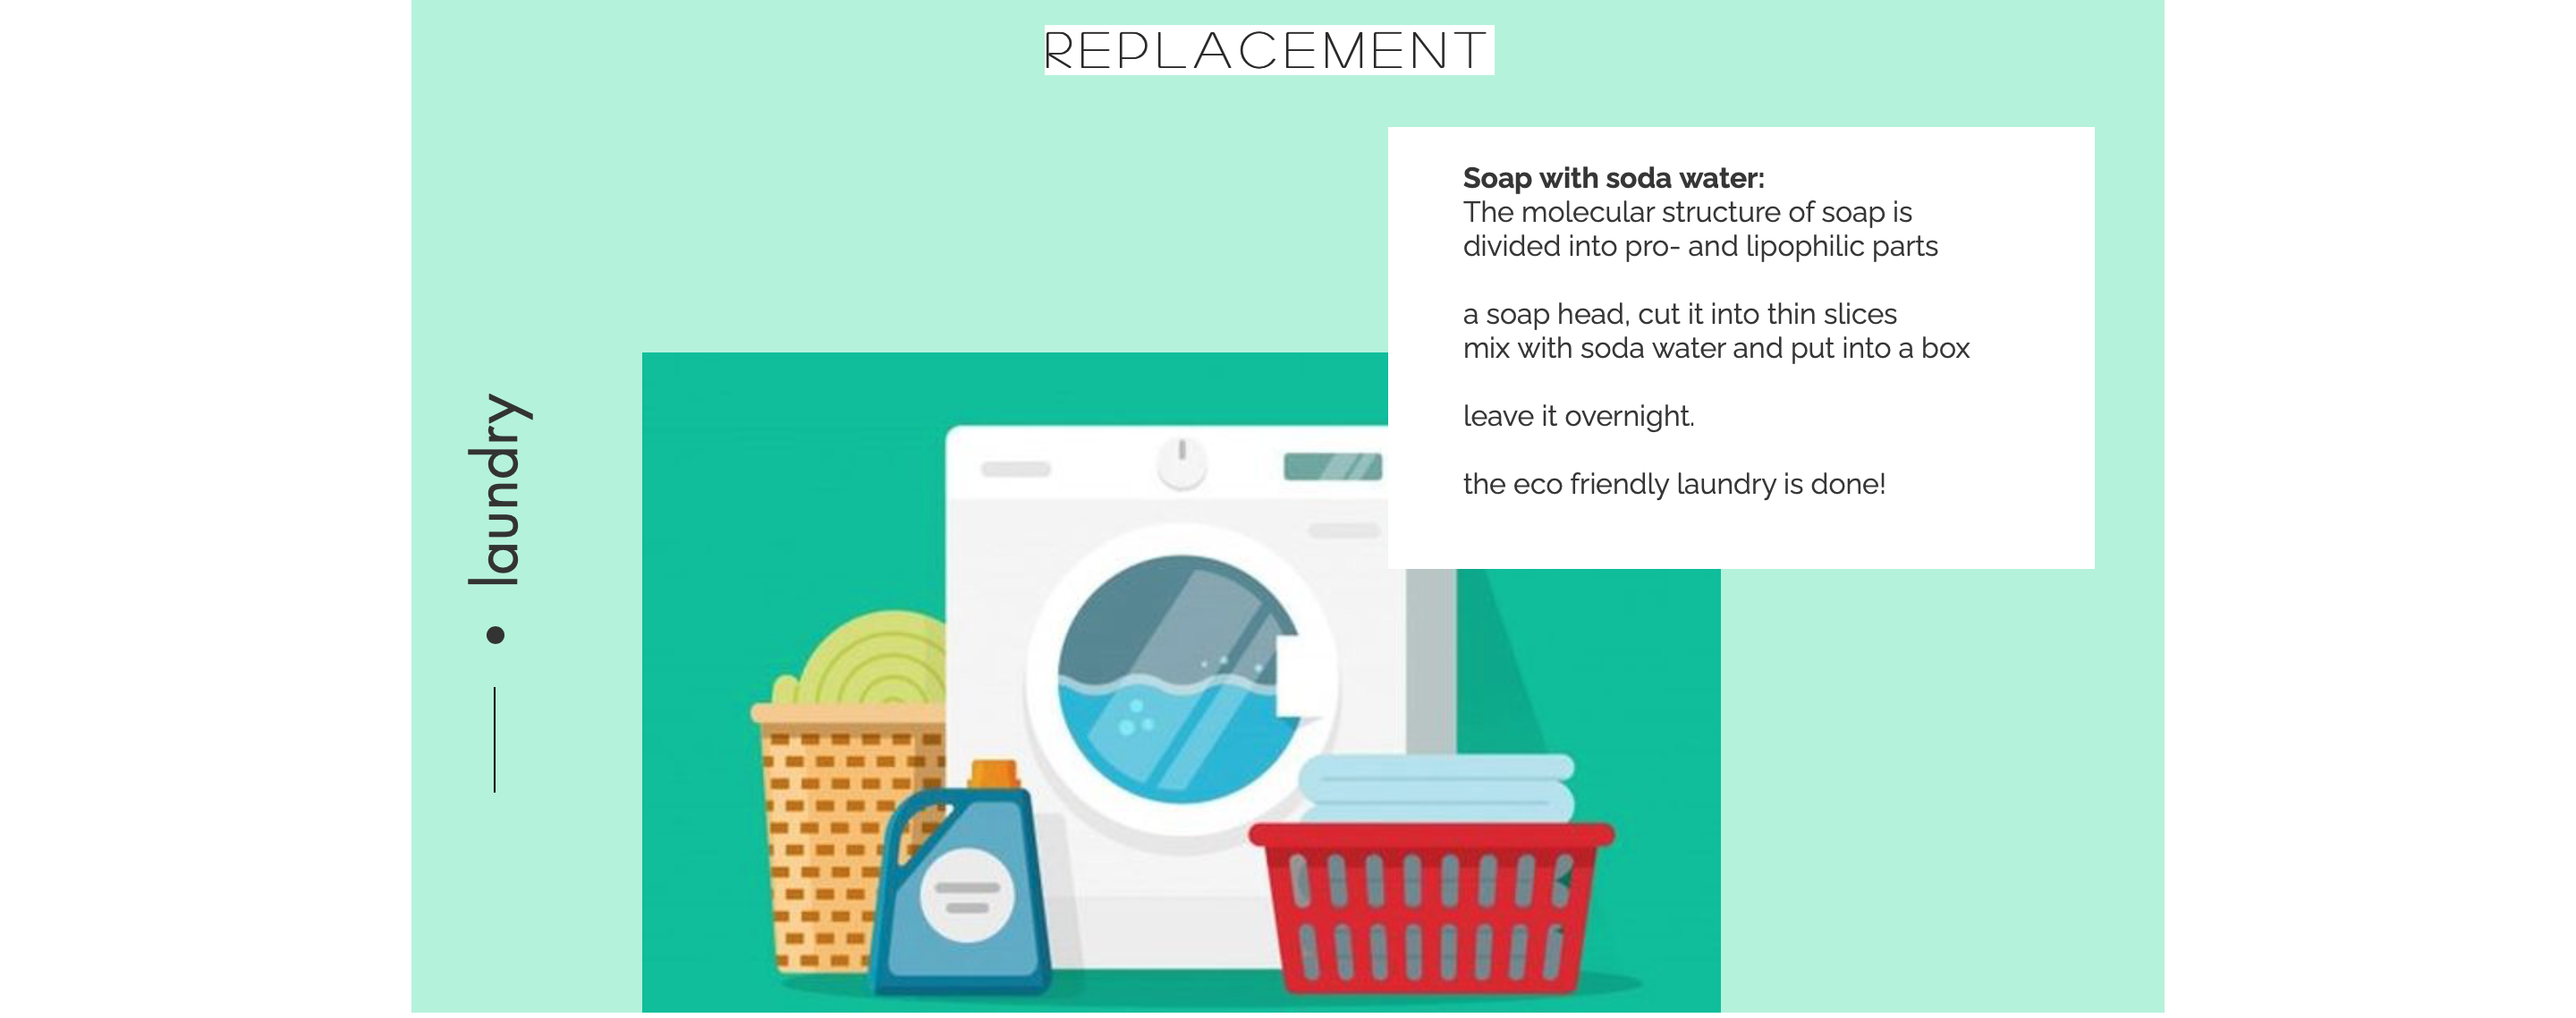 REPLACEMENT
Soap with soda water:
The molecular structure of soap is
divided into pro- and lipophilic parts
a soap head, cut it into thin slices
mix with soda water and put into a box
leave it overnight.
the eco friendly laundry is done!
laundry